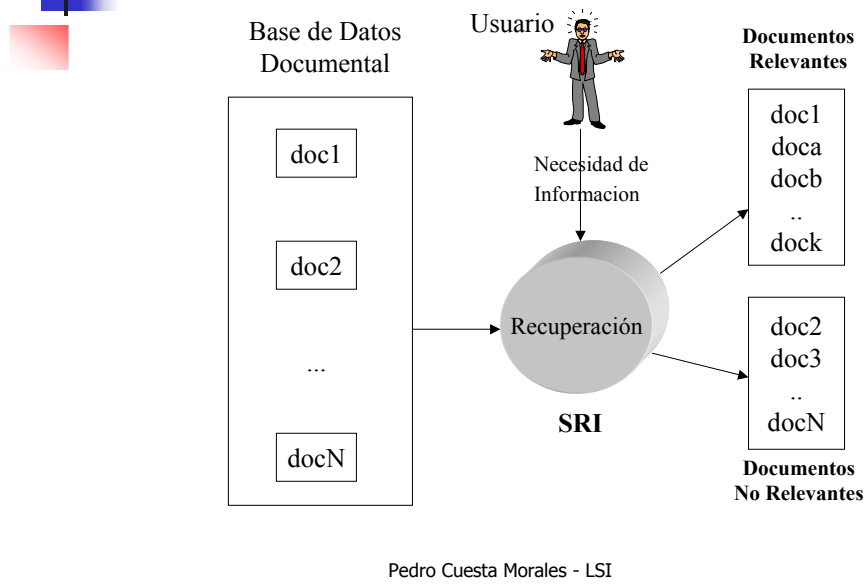 Base de Datos
Documental
doc1
doc2
...
docN
Usuario
Necesidad de
Informacion
Recuperación
SRI
Documentos
Relevantes
doc1
doca
docb
..
dock
doc2
doc3
..
docN
Documentos
No Relevantes
Pedro Cuesta Morales - LSI